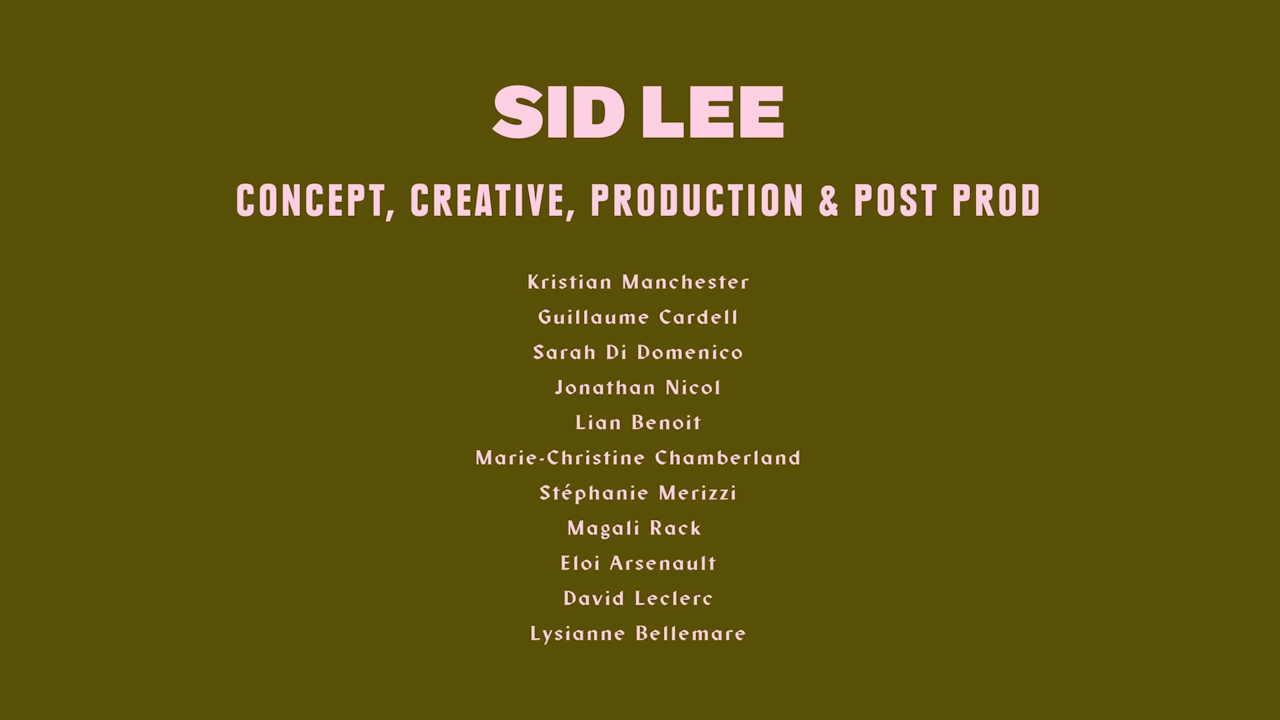 SID LEE
CONCEPT, CREATIVE, PRODUCTION & POST PROD
Kristian Manchester
Guillaume Cardell
Sarah Di Domenico
Jonathan Nicol
Lian Benoit
Marie-Christine Chamberland
Stéphanie Merizzi
Magali Rack
Eloi Arsenault
David Leclerc
Lysianne Bellemare